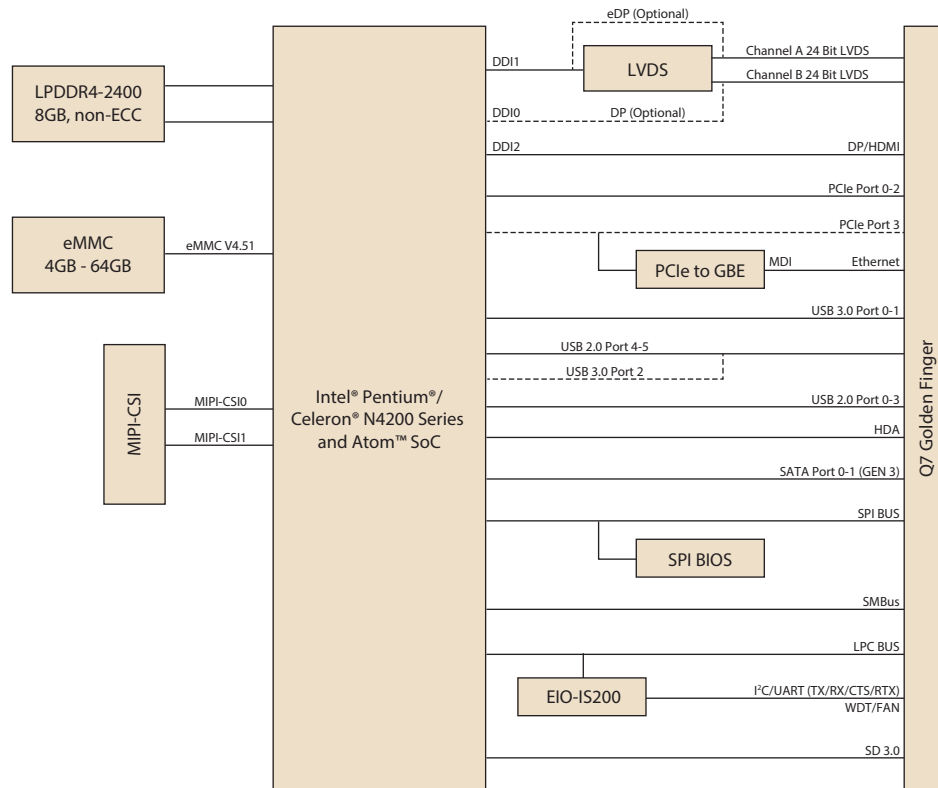 eDP (Optional)
DDI1
LVDS
Channel A 24 Bit LVDS
Channel B 24 Bit LVDS
LPDDR4-2400
8GB, non-ECC
DDI0
DP (Optional)
DDI2
DP/HDMI
PCIe Port 0-2
PCIe Port 3
eMMC
4GB - 64GB
eMMC V4.51
PCIe to GBE
MDI
Ethernet
USB 3.0 Port 0-1
USB 2.0 Port 4-5
USB 3.0 Port 2
MIPI-CSI
MIPI-CSI0
MIPI-CSI1
Intel® Pentium®/
Celeron® N4200 Series
and Atom™ SoC
USB 2.0 Port 0-3
HDA
Q7 Golden Finger
SATA Port 0-1 (GEN 3)
SPI BUS
SPI BIOS
SMBus
LPC BUS
EIO-IS200
I²C/UART (TX/RX/CTS/RTX)
WDT/FAN
SD 3.0